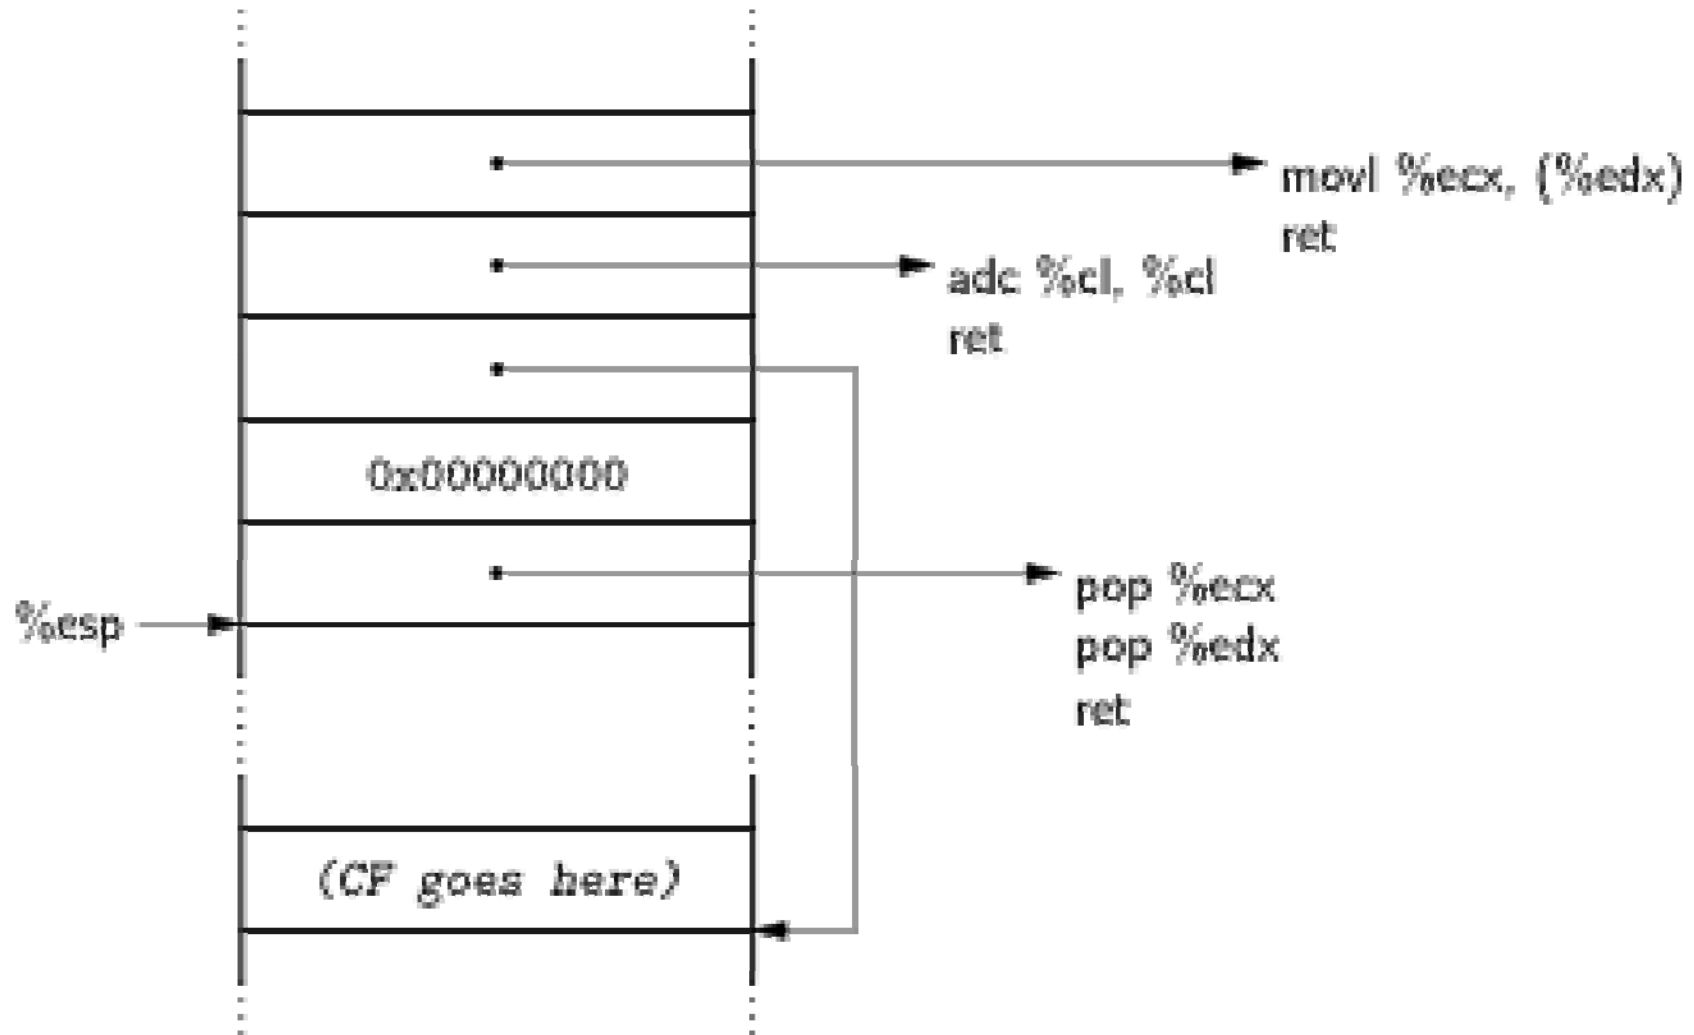 movl %ecx, (%edx)
ret
adc %cl, %cl
ret
0x00000000
pop %ecx
%esp
pop %edx
ret
(CF goes here)